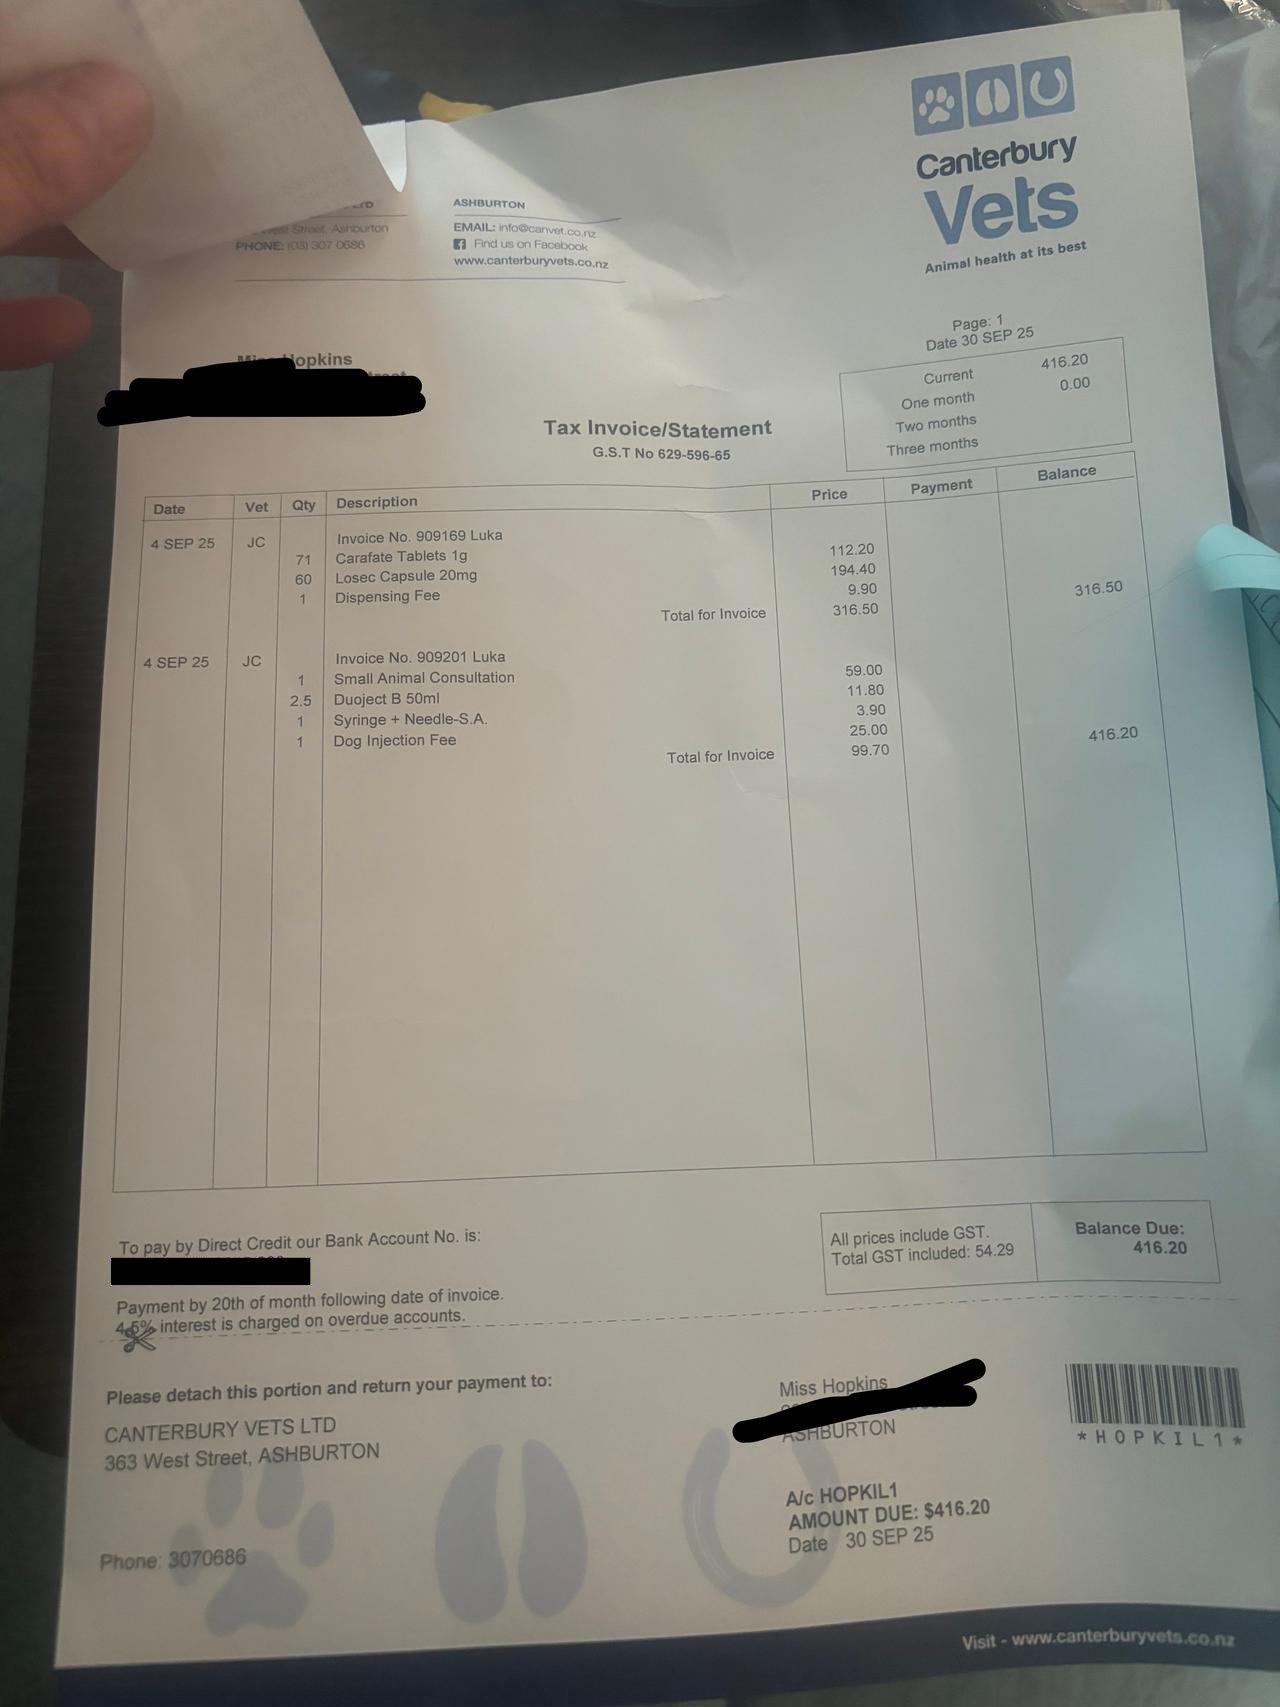 Canterbury
Vets
Animal health at its best
LTD
West Street, Ashburton
PHONE: (03) 307 0686
ASHBURTON
EMAIL: info@canvet.co.nz
Find us on Facebook
www.canterburyvets.co.nz
Page: 1
Date 30 SEP 25
Miss Hopkins
Current 416.20
One month 0.00
Two months
Three months
Tax Invoice/Statement
G.S.T No 629-596-65
Date Vet Qty Description Price Payment Balance
4 SEP 25 JC Invoice No. 909169 Luka
71 Carafate Tablets 1g 112.20
60 Losec Capsule 20mg 194.40
1 Dispensing Fee 9.90
Total for Invoice 316.50 316.50
4 SEP 25 JC Invoice No. 909201 Luka
1 Small Animal Consultation 59.00
2.5 Duoject B 50ml 11.80
1 Syringe + Needle-S.A. 3.90
1 Dog Injection Fee 25.00
Total for Invoice 99.70 416.20
To pay by Direct Credit our Bank Account No. is:
Payment by 20th of month following date of invoice.
4.5% interest is charged on overdue accounts.
All prices include GST.
Total GST included: 54.29
Balance Due:
416.20
Please detach this portion and return your payment to:
CANTERBURY VETS LTD
363 West Street, ASHBURTON
Phone: 3070686
Miss Hopkins
ASHBURTON
A/c HOPKIL1
AMOUNT DUE: $416.20
Date 30 SEP 25
*HOPKIL1*
Visit - www.canterburyvets.co.nz